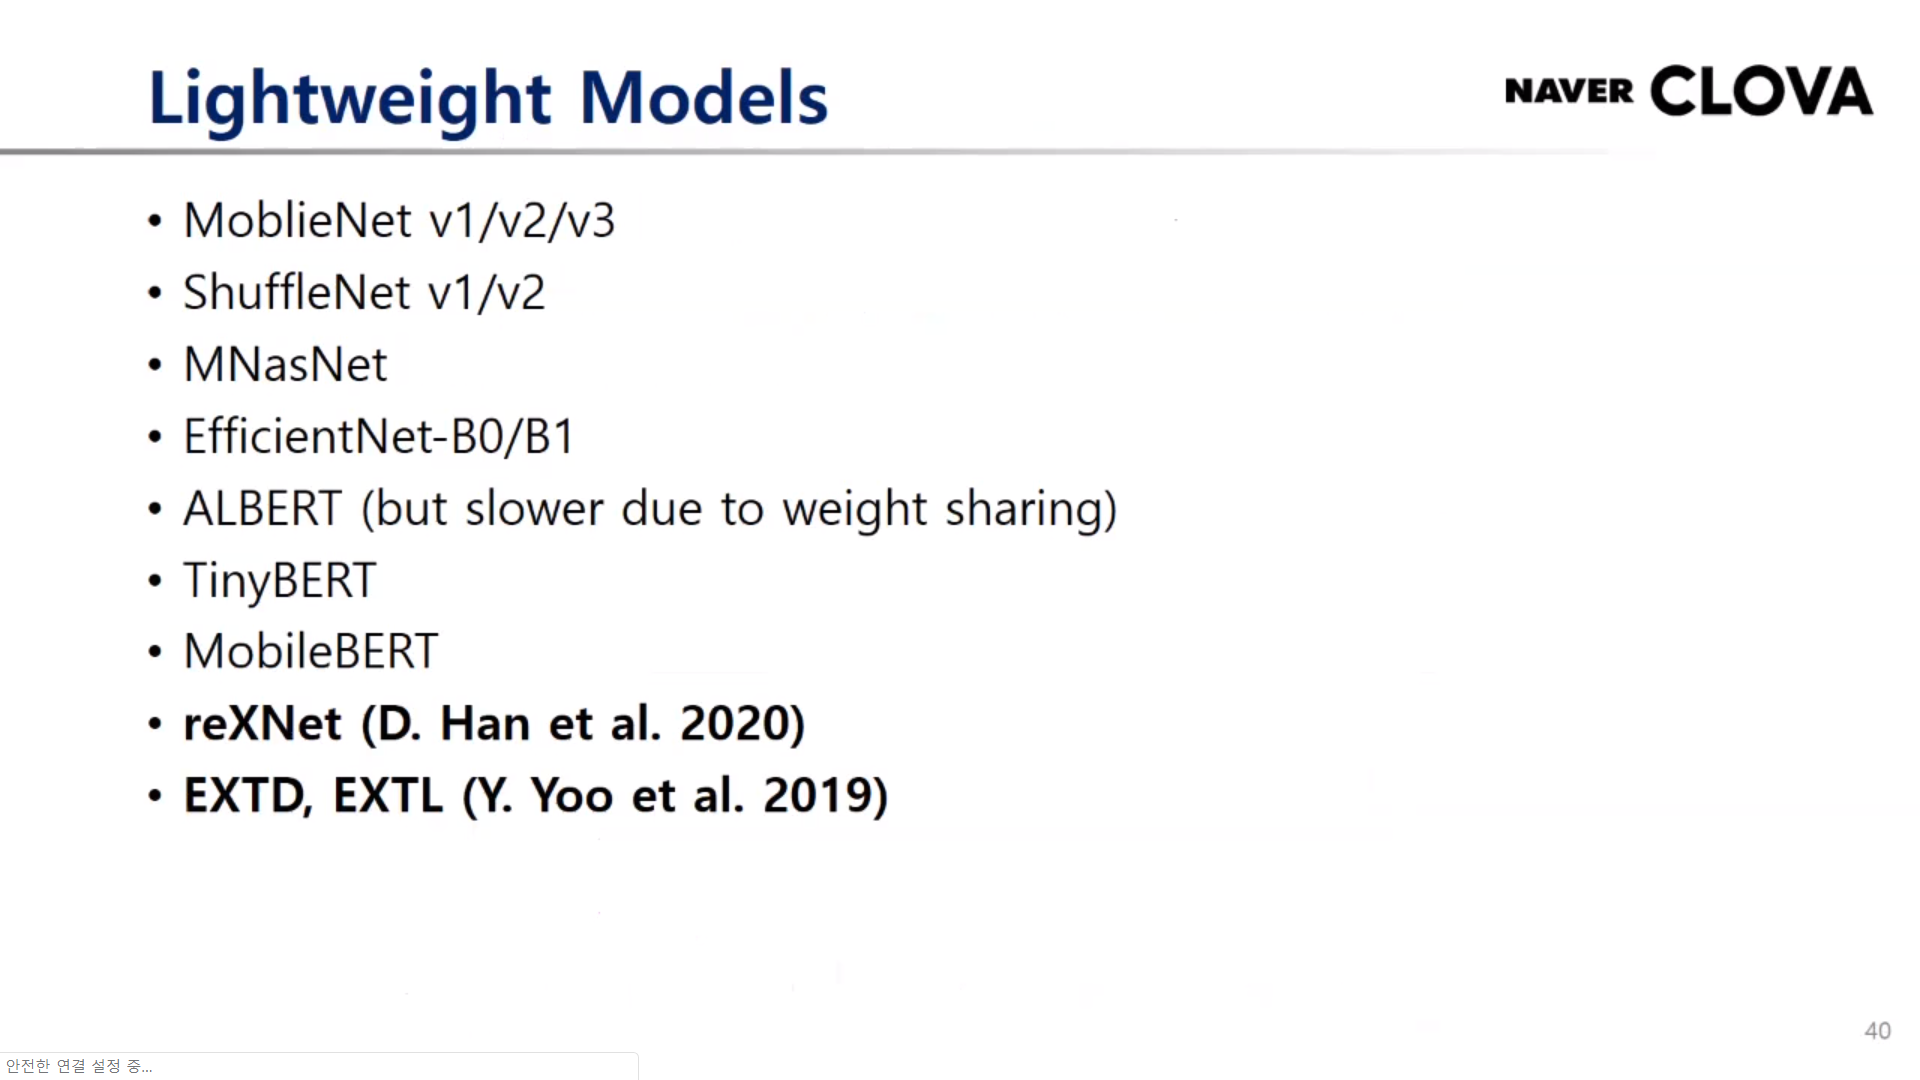 Lightweight Models
NAVER CLOVA
• MoblieNet v1/v2/v3
• ShuffleNet v1/v2
• MNasNet
• EfficientNet-B0/B1
• ALBERT (but slower due to weight sharing)
• TinyBERT
• MobileBERT
• reXNet (D. Han et al. 2020)
• EXTD, EXTL (Y. Yoo et al. 2019)
40
안전한 연결 설정 중...